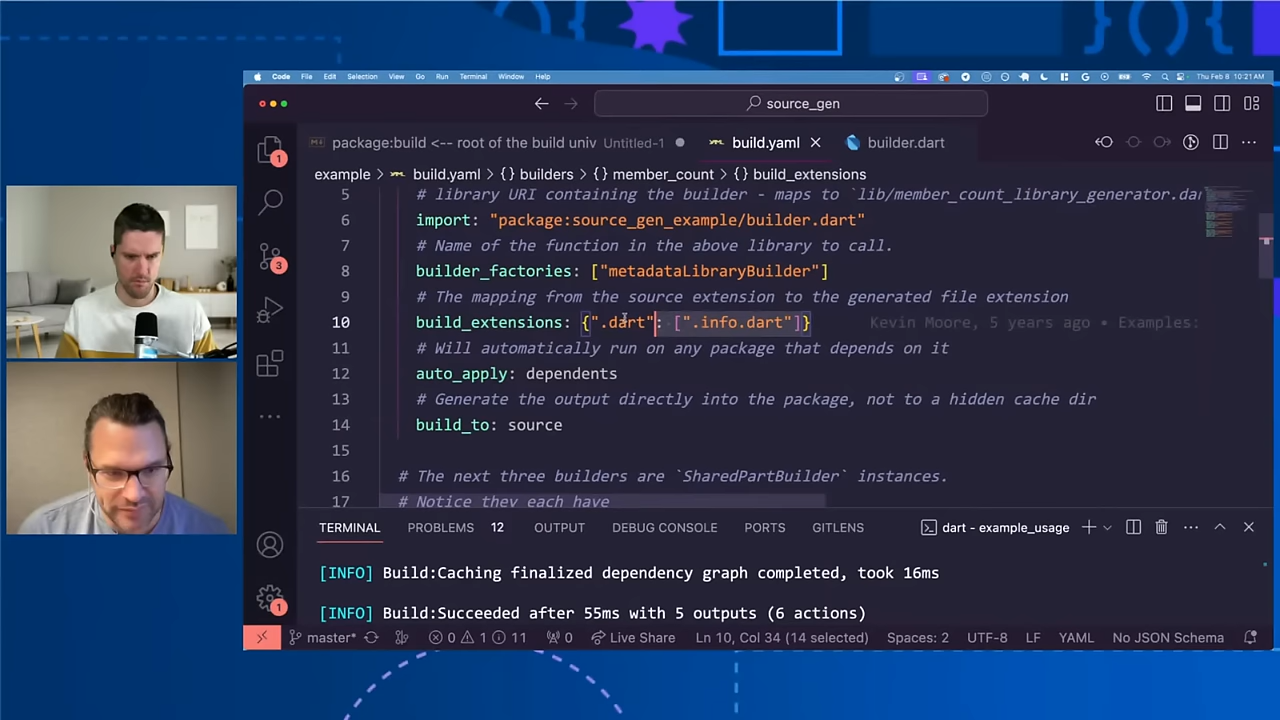 Code File Edit Selection View Go Run Terminal Window Help Thu Feb 8 10:21 AM
source_gen
package:build <-- root of the build univ Untitled-1 build.yaml builder.dart
example > build.yaml > {} builders > {} member_count > {} build_extensions
5 # library URI containing the builder - maps to `lib/member_count_library_generator.dar
6 import: "package:source_gen_example/builder.dart"
7 # Name of the function in the above library to call.
8 builder_factories: ["metadataLibraryBuilder"]
9 # The mapping from the source extension to the generated file extension
10 build_extensions: {".dart": [".info.dart"]} Kevin Moore, 5 years ago • Examples:
11 # Will automatically run on any package that depends on it
12 auto_apply: dependents
13 # Generate the output directly into the package, not to a hidden cache dir
14 build_to: source
15
16 # The next three builders are `SharedPartBuilder` instances.
17 # Notice they each have
1
3
1
TERMINAL PROBLEMS 12 OUTPUT DEBUG CONSOLE PORTS GITLENS dart - example_usage
[INFO] Build:Caching finalized dependency graph completed, took 16ms
[INFO] Build:Succeeded after 55ms with 5 outputs (6 actions)
master* 0 1 11 0 Live Share Ln 10, Col 34 (14 selected) Spaces: 2 UTF-8 LF YAML No JSON Schema